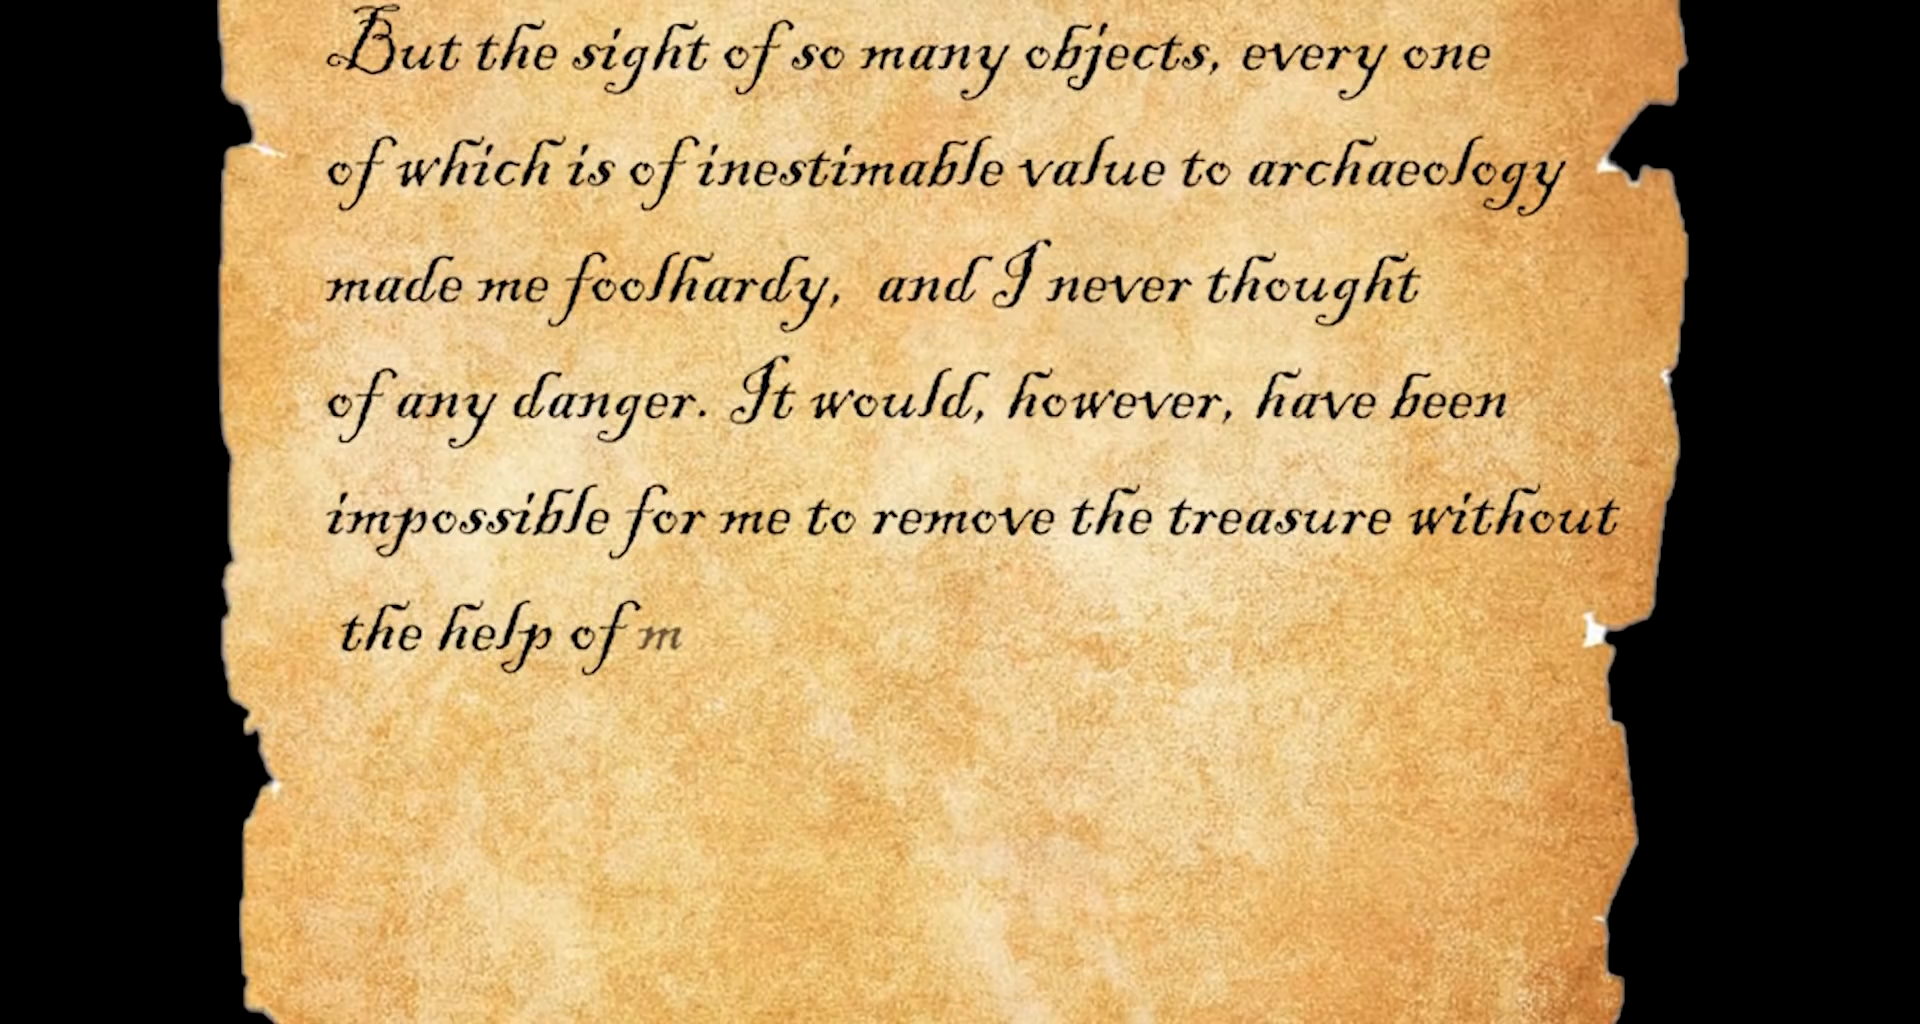 But the sight of so many objects, every one
of which is of inestimable value to archaeology
made me foolhardy, and I never thought
of any danger. It would, however, have been
impossible for me to remove the treasure without
the help of m